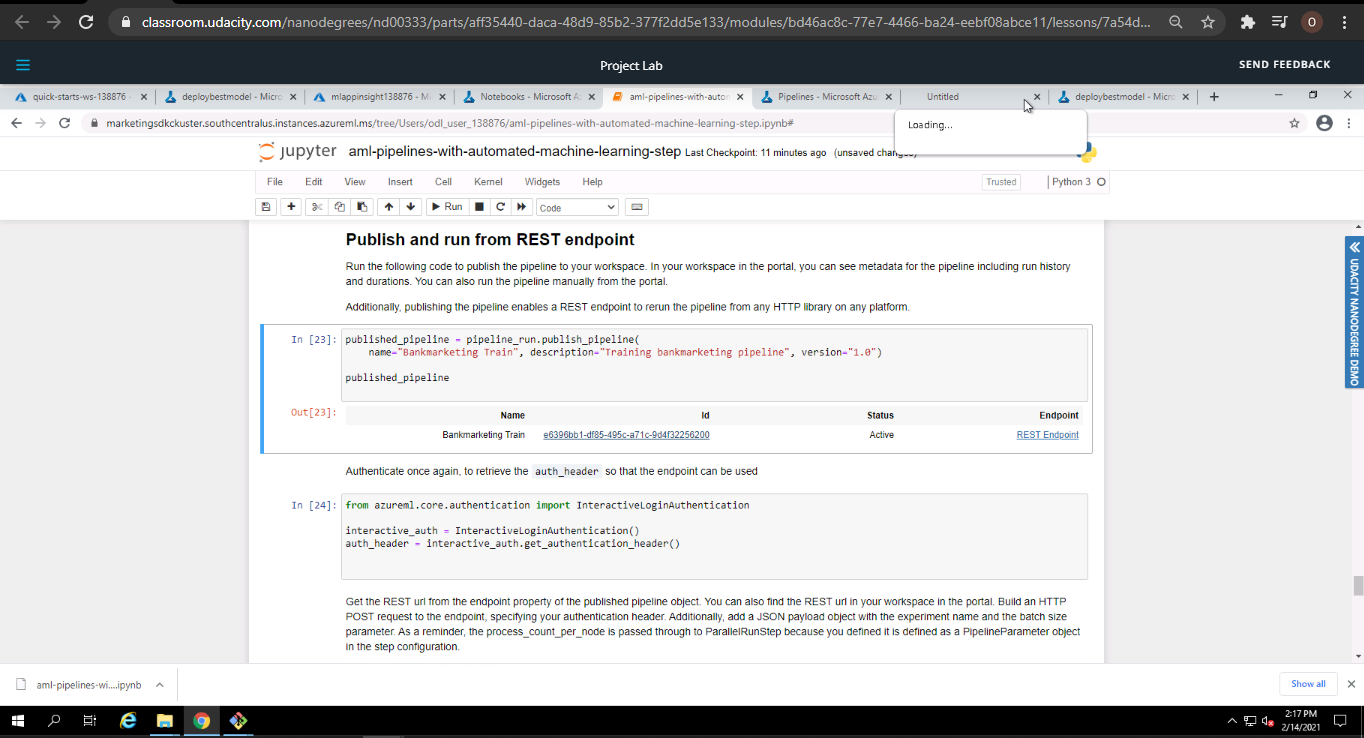 classroom.udacity.com/nanodegrees/nd00333/parts/aff35440-daca-48d9-85b2-377f2dd5e133/modules/bd46ac8c-77e7-4466-ba24-eebf08abce11/lessons/7a54d...
O
Project Lab
SEND FEEDBACK
quick-starts-ws-138876 -
deploybestmodel - Micro
mlappinsight138876 - Mi
Notebooks - Microsoft Az
aml-pipelines-with-autom
Pipelines - Microsoft Azu
Untitled
deploybestmodel - Micro
marketingsdkckuster.southcentralus.instances.azureml.ms/tree/Users/odl_user_138876/aml-pipelines-with-automated-machine-learning-step.ipynb#
Loading...
jupyter aml-pipelines-with-automated-machine-learning-step Last Checkpoint: 11 minutes ago (unsaved changes)
File Edit View Insert Cell Kernel Widgets Help
Trusted
Python 3
Run
Code
Publish and run from REST endpoint
Run the following code to publish the pipeline to your workspace. In your workspace in the portal, you can see metadata for the pipeline including run history
and durations. You can also run the pipeline manually from the portal.
Additionally, publishing the pipeline enables a REST endpoint to rerun the pipeline from any HTTP library on any platform.
In [23]: published_pipeline = pipeline_run.publish_pipeline(
name="Bankmarketing Train", description="Training bankmarketing pipeline", version="1.0")
published_pipeline
Out[23]:
Name Id Status Endpoint
Bankmarketing Train e6396bb1-df85-495c-a71c-9d4f32256200 Active REST Endpoint
Authenticate once again, to retrieve the auth_header so that the endpoint can be used
In [24]: from azureml.core.authentication import InteractiveLoginAuthentication
interactive_auth = InteractiveLoginAuthentication()
auth_header = interactive_auth.get_authentication_header()
Get the REST url from the endpoint property of the published pipeline object. You can also find the REST url in your workspace in the portal. Build an HTTP
POST request to the endpoint, specifying your authentication header. Additionally, add a JSON payload object with the experiment name and the batch size
parameter. As a reminder, the process_count_per_node is passed through to ParallelRunStep because you defined it is defined as a PipelineParameter object
in the step configuration.
UDACITY NANODEGREE DEMO
aml-pipelines-wi....ipynb
Show all
2:17 PM
2/14/2021